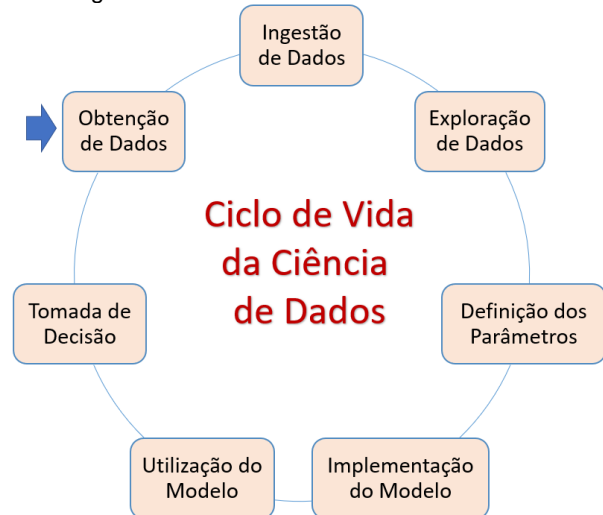 Ingestão
de Dados
Obtenção
de Dados
Exploração
de Dados
Ciclo de Vida
da Ciência
de Dados
Tomada de
Decisão
Definição dos
Parâmetros
Utilização do
Modelo
Implementação
do Modelo